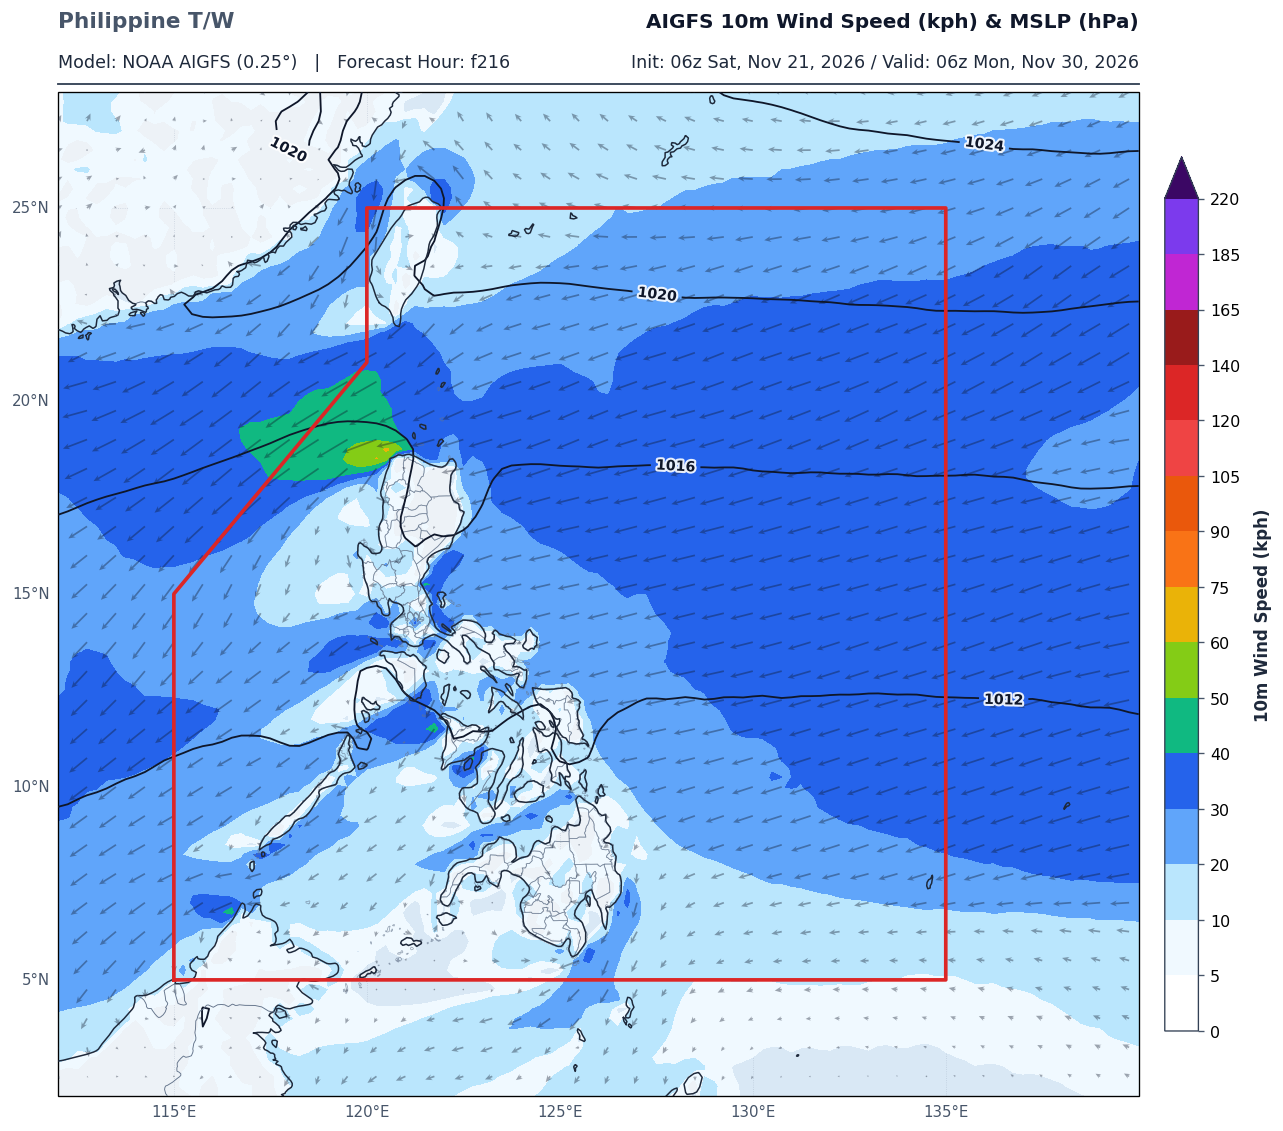 Philippine T/W
AIGFS 10m Wind Speed (kph) & MSLP (hPa)
Model: NOAA AIGFS (0.25°) | Forecast Hour: f216
Init: 06z Sat, Nov 21, 2026 / Valid: 06z Mon, Nov 30, 2026
1020
1024
1020
1016
1012
25°N
20°N
15°N
10°N
5°N
115°E
120°E
125°E
130°E
135°E
220
185
165
140
120
105
90
75
60
50
40
30
20
10
5
0
10m Wind Speed (kph)